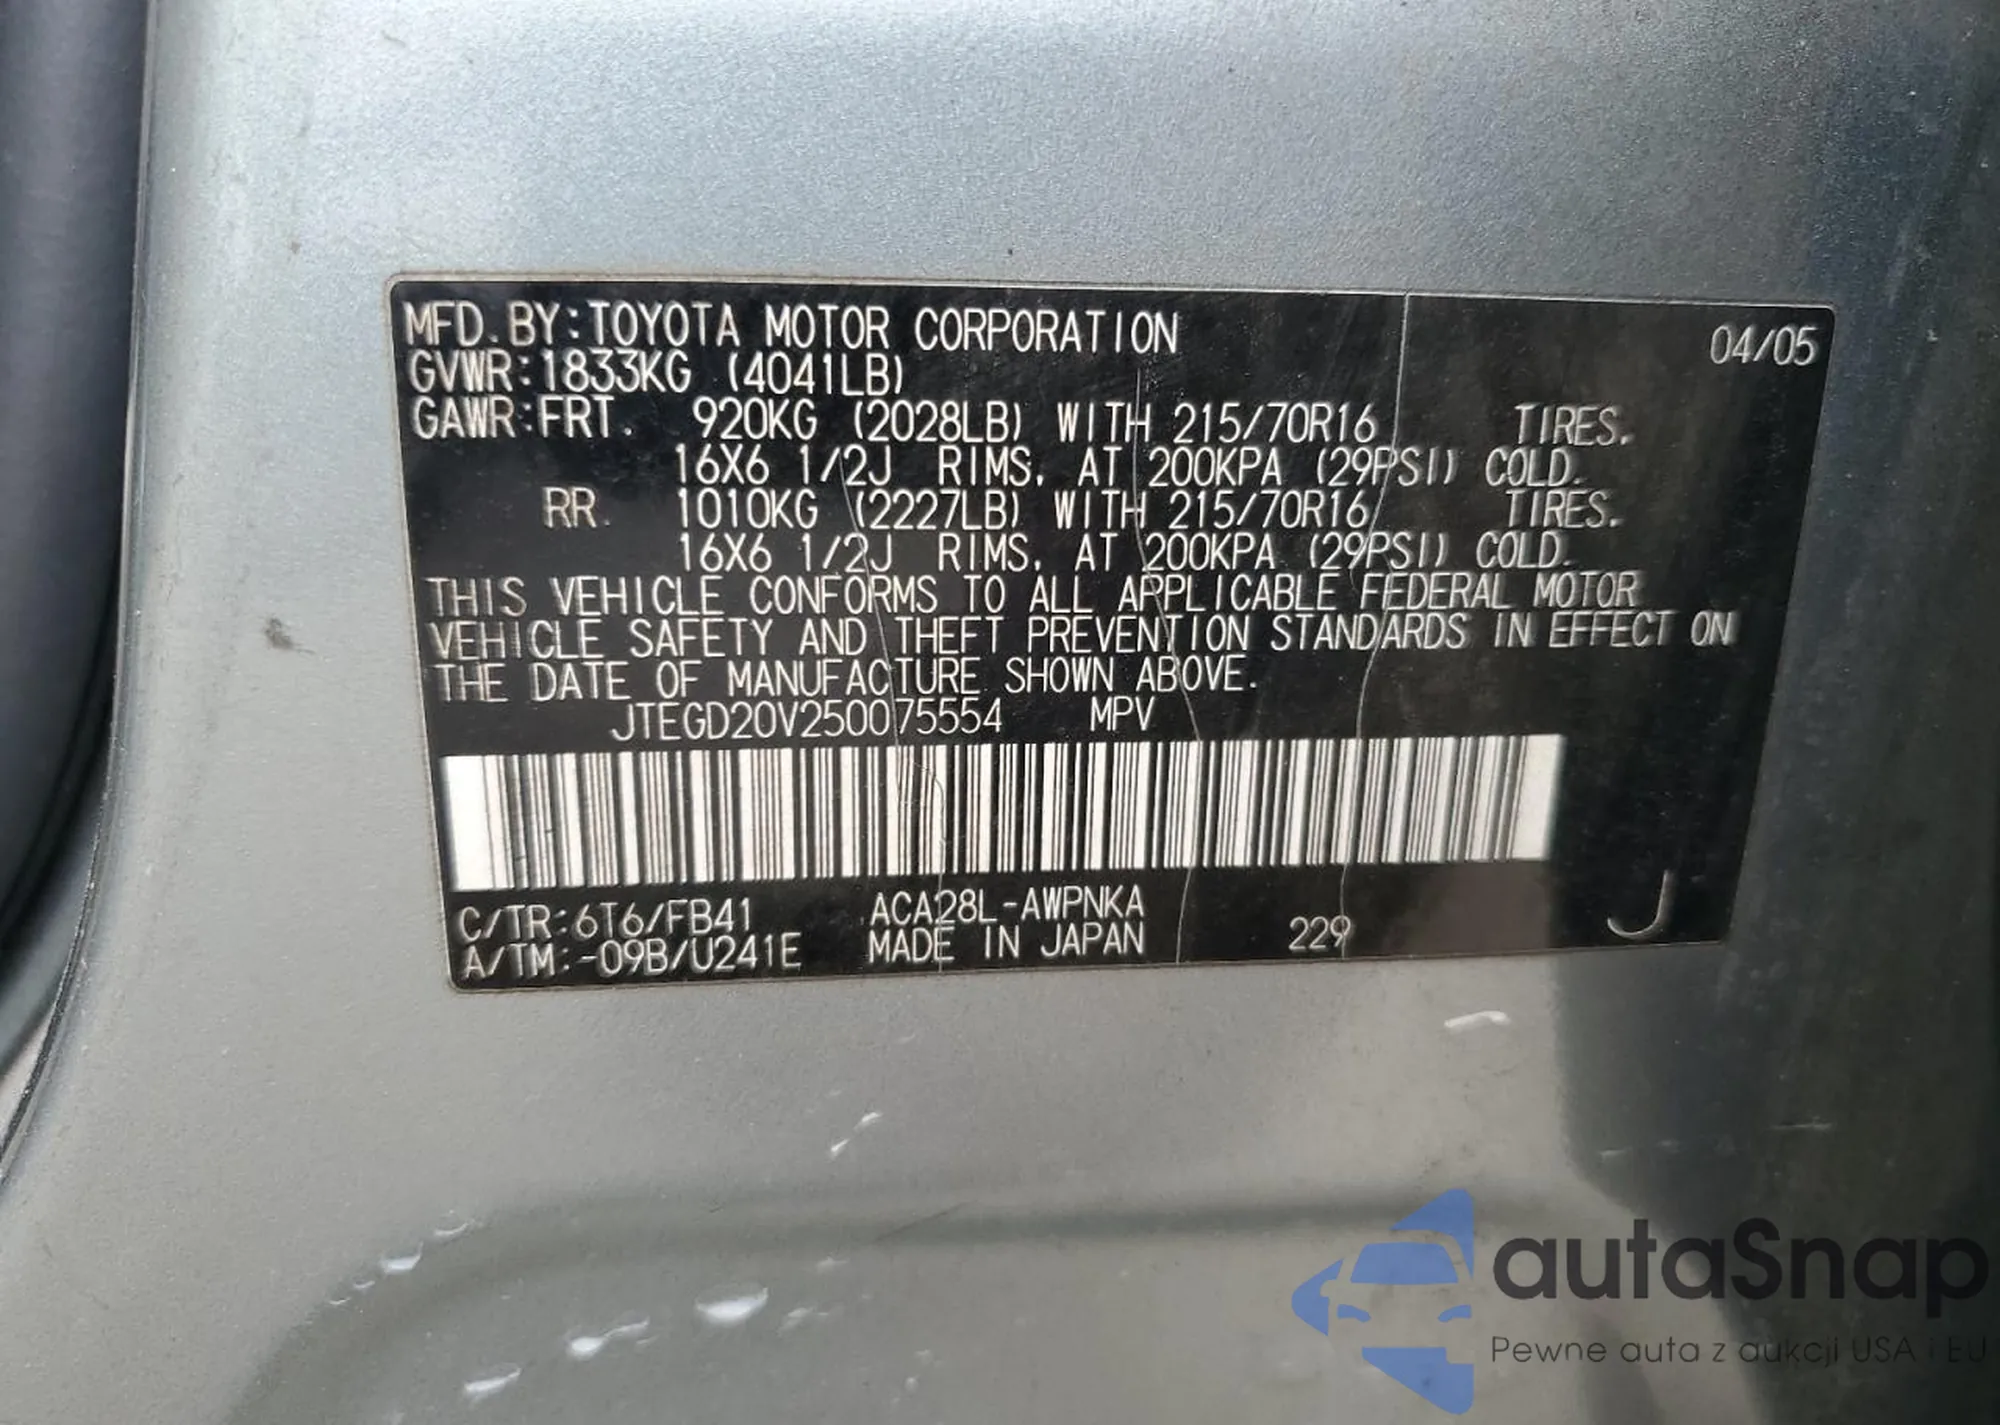 MFD. BY: TOYOTA MOTOR CORPORATION 04/05
GVWR: 1833KG (4041LB)
GAWR: FRT. 920KG (2028LB) WITH 215/70R16 TIRES.
16X6 1/2J RIMS, AT 200KPA (29PSI) COLD.
RR. 1010KG (2227LB) WITH 215/70R16 TIRES.
16X6 1/2J RIMS, AT 200KPA (29PSI) COLD.
THIS VEHICLE CONFORMS TO ALL APPLICABLE FEDERAL MOTOR
VEHICLE SAFETY AND THEFT PREVENTION STANDARDS IN EFFECT ON
THE DATE OF MANUFACTURE SHOWN ABOVE.
JTEGD20V250075554 MPV
C/TR: 6T6/FB41 ACA28L-AWPNKA
A/TM: -09B/U241E MADE IN JAPAN 229 J
autaSnap
Pewne auta z aukcji USA i EU